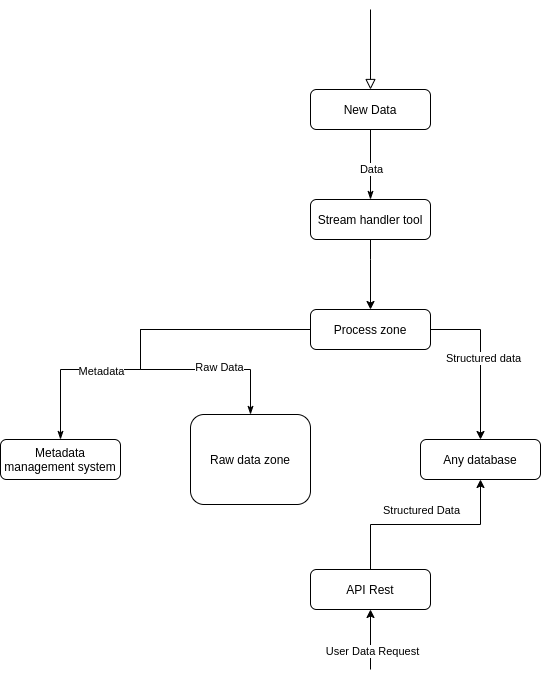 New Data
Data
Stream handler tool
Process zone
Structured data
Metadata
Raw Data
Metadata
management system
Raw data zone
Any database
Structured Data
API Rest
User Data Request